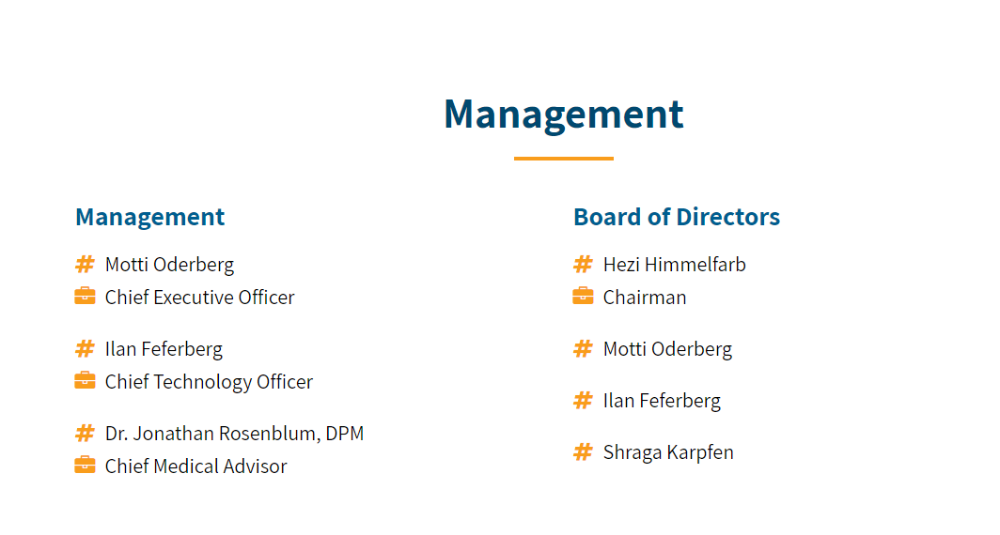 Management
Management
# Motti Oderberg
Chief Executive Officer
# Ilan Feferberg
Chief Technology Officer
# Dr. Jonathan Rosenblum, DPM
Chief Medical Advisor
Board of Directors
# Hezi Himmelfarb
Chairman
# Motti Oderberg
# Ilan Feferberg
# Shraga Karpfen